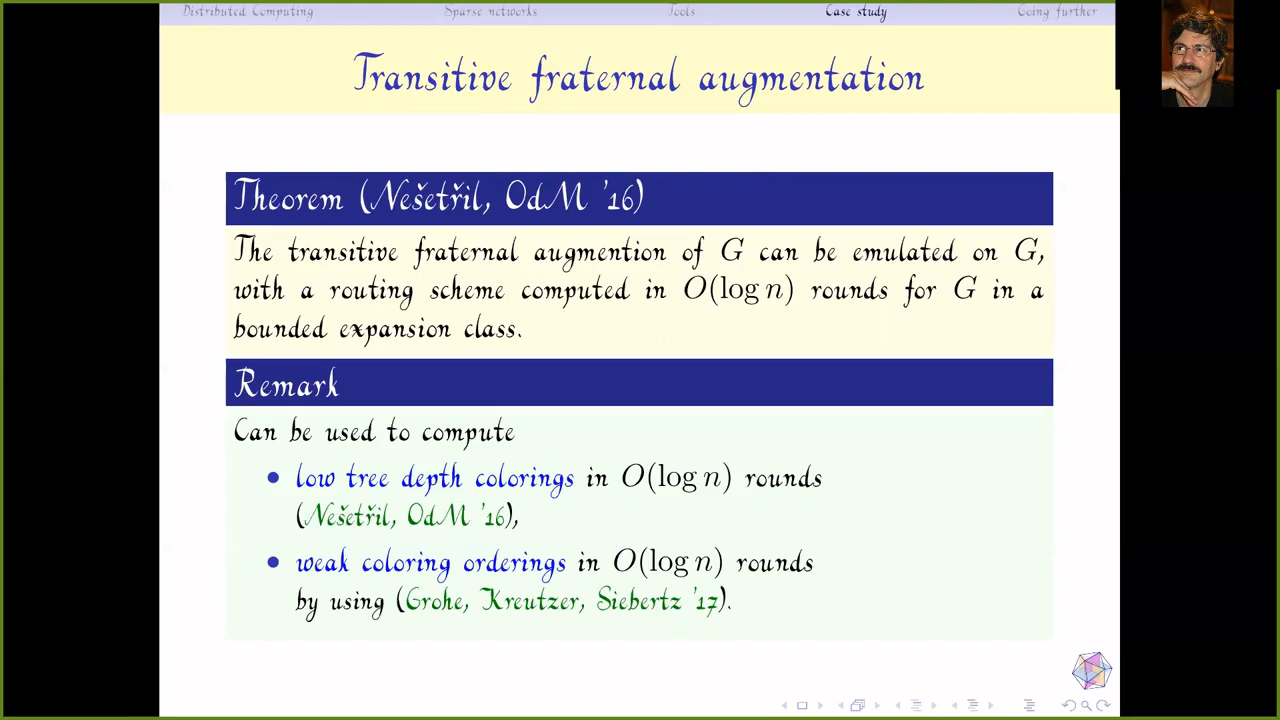 Distributed Computing Sparse networks Tools Case study Going further
Transitive fraternal augmentation
Theorem (Nešetřil, OdM '16)
The transitive fraternal augmention of G can be emulated on G,
with a routing scheme computed in O(log n) rounds for G in a
bounded expansion class.
Remark
Can be used to compute
• low tree depth colorings in O(log n) rounds
(Nešetřil, OdM '16),
• weak coloring orderings in O(log n) rounds
by using (Grohe, Kreutzer, Siebertz '17).